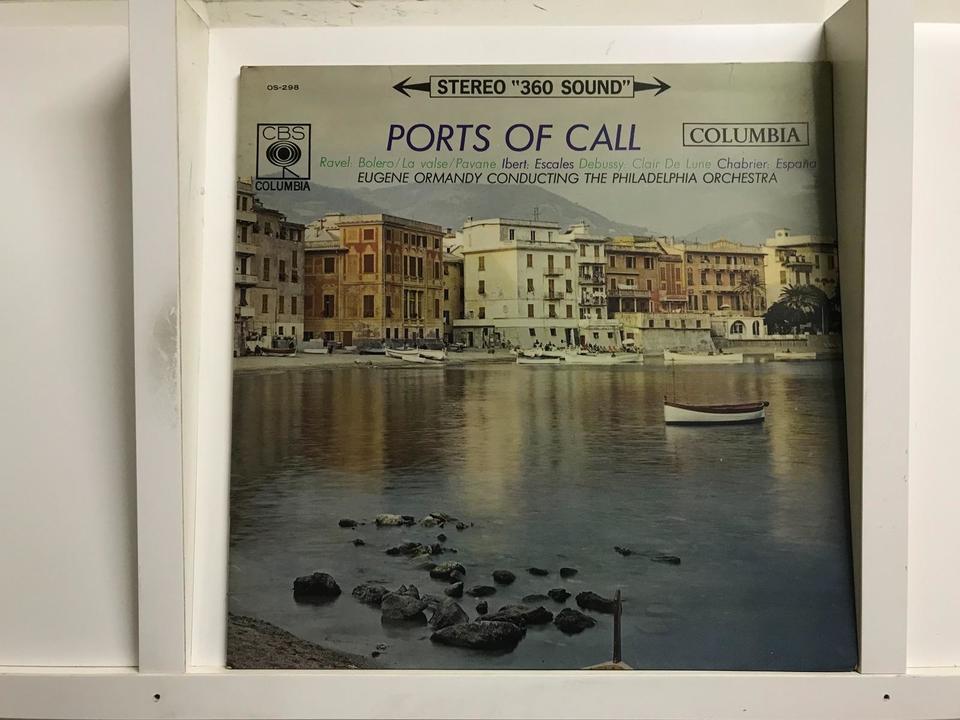 STEREO "360 SOUND"
OS-298
CBS
COLUMBIA
PORTS OF CALL
COLUMBIA
Ravel: Bolero/La valse/Pavane Ibert: Escales Debussy: Clair De Lune Chabrier: España
EUGENE ORMANDY CONDUCTING THE PHILADELPHIA ORCHESTRA